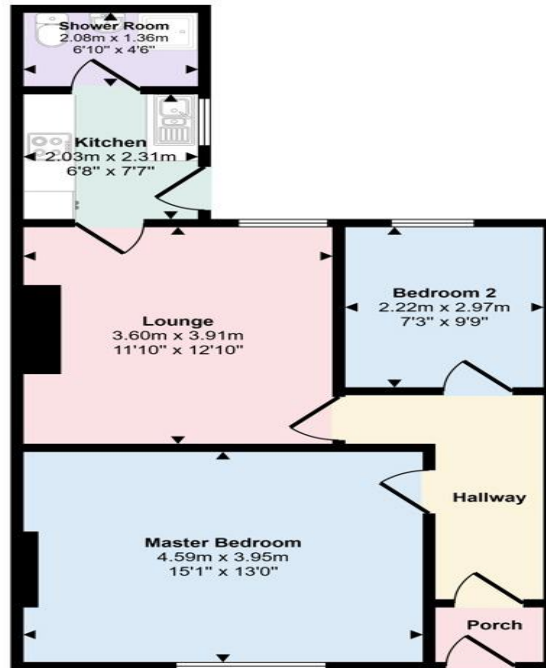 Shower Room
2.08m x 1.36m
6'10" x 4'6"
Kitchen
2.03m x 2.31m
6'8" x 7'7"
Lounge
3.60m x 3.91m
11'10" x 12'10"
Bedroom 2
2.22m x 2.97m
7'3" x 9'9"
Hallway
Master Bedroom
4.59m x 3.95m
15'1" x 13'0"
Porch